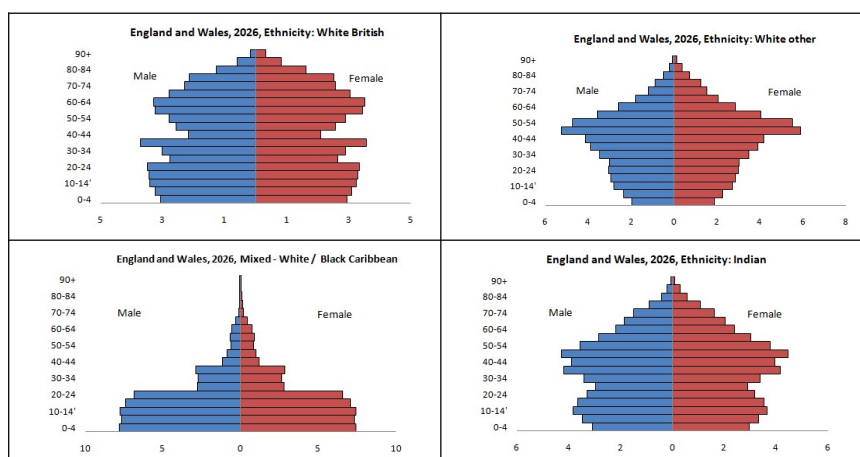 England and Wales, 2026, Ethnicity: White British
90+
80-84
70-74
60-64
50-54
40-44
30-34
20-24
10-14'
0-4
Male
Female
5 3 1 1 3 5
England and Wales, 2026, Ethnicity: White other
90+
80-84
70-74
60-64
50-54
40-44
30-34
20-24
10-14'
0-4
Male
Female
6 4 2 0 2 4 6 8
England and Wales, 2026, Mixed - White / Black Caribbean
90+
80-84
70-74
60-64
50-54
40-44
30-34
20-24
10-14'
0-4
Male
Female
10 5 0 5 10
England and Wales, 2026, Ethnicity: Indian
90+
80-84
70-74
60-64
50-54
40-44
30-34
20-24
10-14'
0-4
Male
Female
6 4 2 0 2 4 6